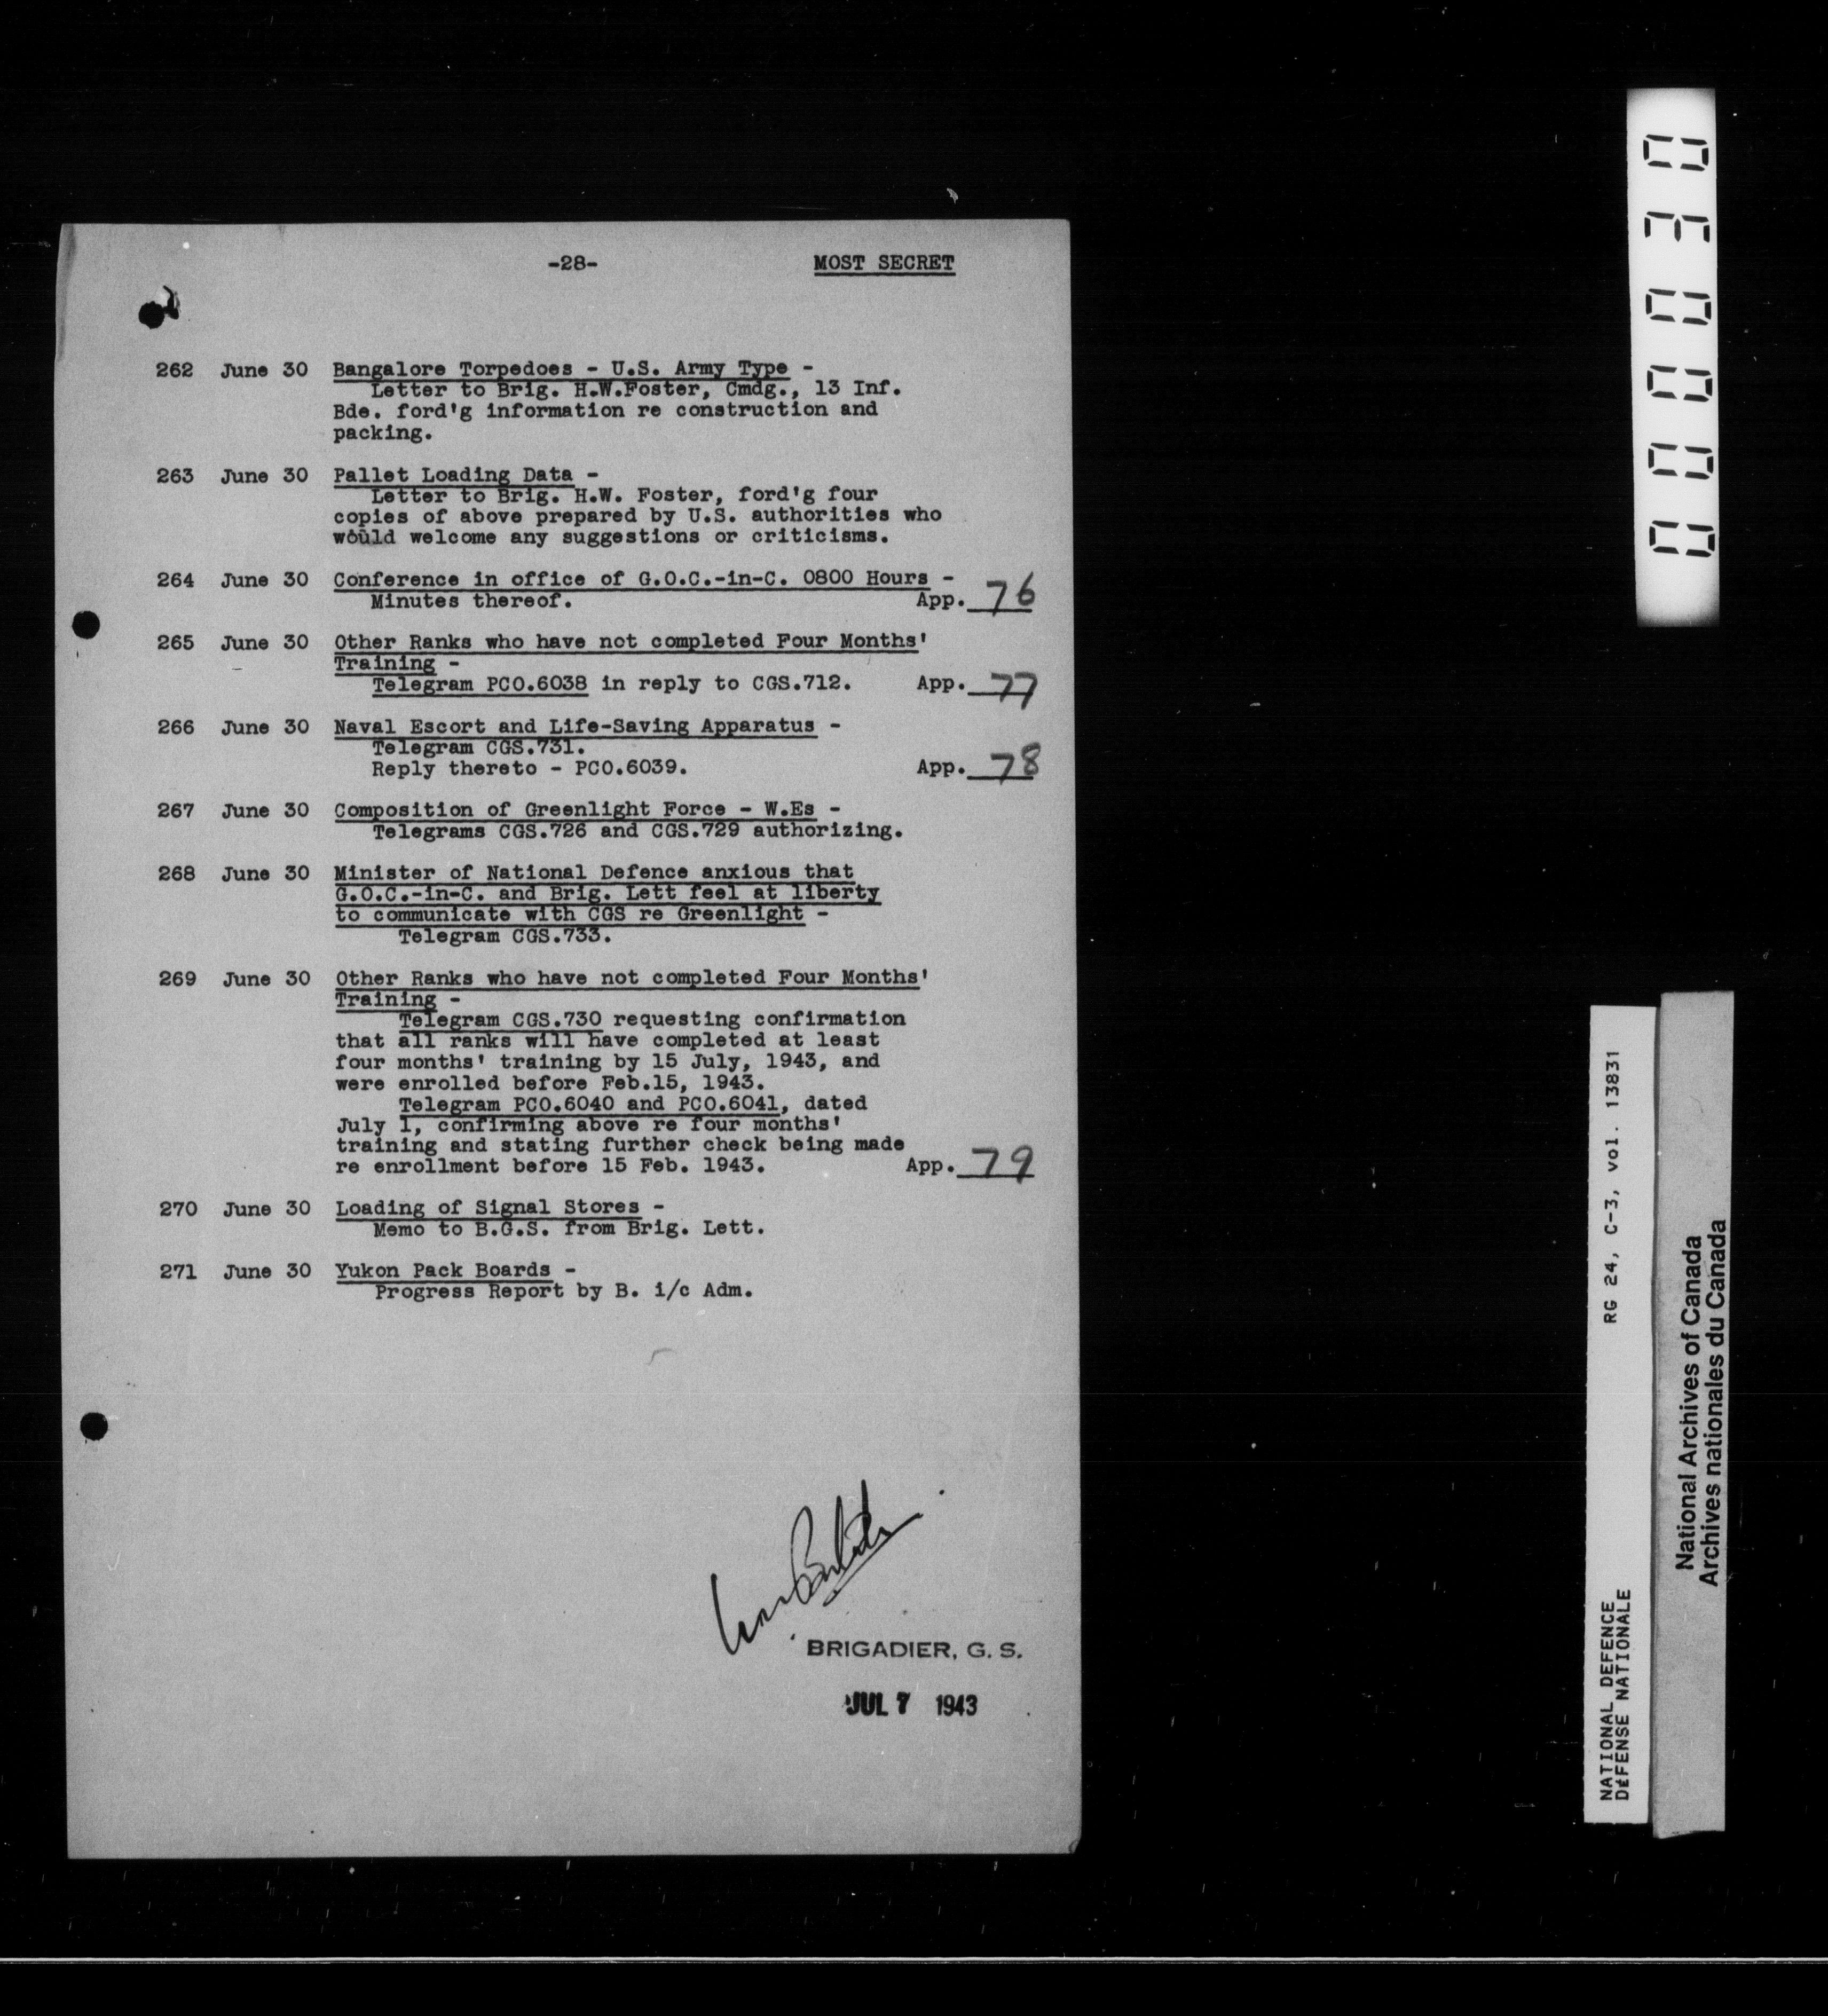 -28- MOST SECRET
262 June 30 Bangalore Torpedoes - U.S. Army Type -
Letter to Brig. H.W.Foster, Cmdg., 13 Inf.
Bde. ford'g information re construction and
packing.
263 June 30 Pallet Loading Data -
Letter to Brig. H.W. Foster, ford'g four
copies of above prepared by U.S. authorities who
would welcome any suggestions or criticisms.
264 June 30 Conference in office of G.O.C.-in-C. 0800 Hours -
Minutes thereof. App. 76
265 June 30 Other Ranks who have not completed Four Months'
Training -
Telegram PCO.6038 in reply to CGS.712. App. 77
266 June 30 Naval Escort and Life-Saving Apparatus -
Telegram CGS.731.
Reply thereto - PCO.6039. App. 78
267 June 30 Composition of Greenlight Force - W.Es -
Telegrams CGS.726 and CGS.729 authorizing.
268 June 30 Minister of National Defence anxious that
G.O.C.-in-C. and Brig. Lett feel at liberty
to communicate with CGS re Greenlight -
Telegram CGS.733.
269 June 30 Other Ranks who have not completed Four Months'
Training -
Telegram CGS.730 requesting confirmation
that all ranks will have completed at least
four months' training by 15 July, 1943, and
were enrolled before Feb.15, 1943.
Telegram PCO.6040 and PCO.6041, dated
July 1, confirming above re four months'
training and stating further check being made
re enrollment before 15 Feb. 1943. App. 79
270 June 30 Loading of Signal Stores -
Memo to B.G.S. from Brig. Lett.
271 June 30 Yukon Pack Boards -
Progress Report by B. i/c Adm.
BRIGADIER, G. S.
JUL 7 1943
000030
NATIONAL DEFENCE RG 24, C-3, vol. 13831
DÉFENSE NATIONALE
National Archives of Canada
Archives nationales du Canada